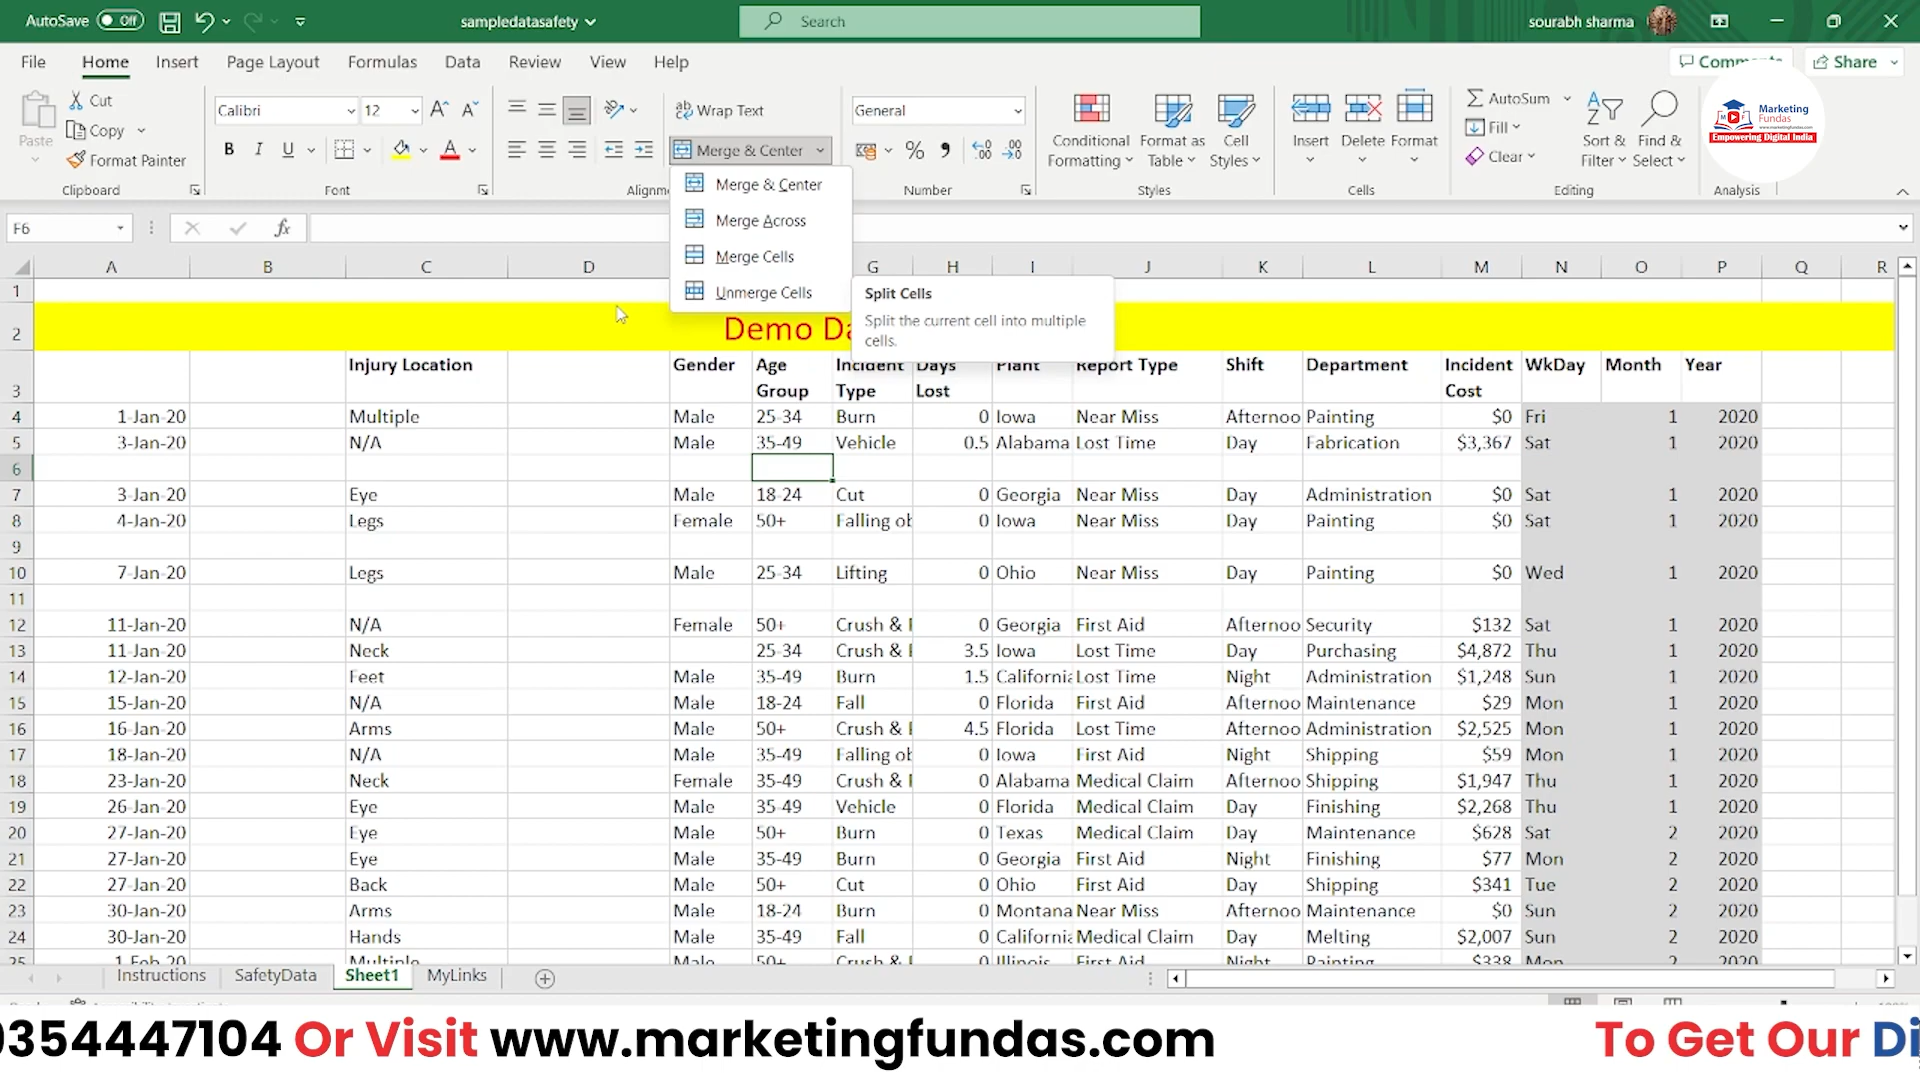 AutoSave Off sampledatasafety Search sourabh sharma
File Home Insert Page Layout Formulas Data Review View Help Comments Share
Cut
Copy
Format Painter
Paste
Clipboard
Calibri 12
B I U
Font
Wrap Text
Merge & Center
General
Number
Conditional Formatting
Format as Table
Cell Styles
Styles
Insert Delete Format
Cells
AutoSum
Fill
Clear
Sort & Filter
Find & Select
Editing
Analysis
Marketing
Fundas
www.marketingfundas.com
Empowering Digital India
Merge & Center
Merge Across
Merge Cells
Unmerge Cells
Split Cells
Split the current cell into multiple
cells.
F6 fx
A B C D G H I J K L M N O P Q R
1
2 Demo Da
3 Injury Location Gender Age Group Incident Type Days Lost Plant Report Type Shift Department Incident Cost WkDay Month Year
4 1-Jan-20 Multiple Male 25-34 Burn 0 Iowa Near Miss Afternoo Painting $0 Fri 1 2020
5 3-Jan-20 N/A Male 35-49 Vehicle 0.5 Alabama Lost Time Day Fabrication $3,367 Sat 1 2020
6
7 3-Jan-20 Eye Male 18-24 Cut 0 Georgia Near Miss Day Administration $0 Sat 1 2020
8 4-Jan-20 Legs Female 50+ Falling ob 0 Iowa Near Miss Day Painting $0 Sat 1 2020
9
10 7-Jan-20 Legs Male 25-34 Lifting 0 Ohio Near Miss Day Painting $0 Wed 1 2020
11
12 11-Jan-20 N/A Female 50+ Crush & 0 Georgia First Aid Afternoo Security $132 Sat 1 2020
13 11-Jan-20 Neck 25-34 Crush & 3.5 Iowa Lost Time Day Purchasing $4,872 Thu 1 2020
14 12-Jan-20 Feet Male 35-49 Burn 1.5 California Lost Time Night Administration $1,248 Sun 1 2020
15 15-Jan-20 N/A Male 18-24 Fall 0 Florida First Aid Afternoo Maintenance $29 Mon 1 2020
16 16-Jan-20 Arms Male 50+ Crush & 4.5 Florida Lost Time Afternoo Administration $2,525 Mon 1 2020
17 18-Jan-20 N/A Male 35-49 Falling ob 0 Iowa First Aid Night Shipping $59 Mon 1 2020
18 23-Jan-20 Neck Female 35-49 Crush & 0 Alabama Medical Claim Afternoo Shipping $1,947 Thu 1 2020
19 26-Jan-20 Eye Male 35-49 Vehicle 0 Florida Medical Claim Day Finishing $2,268 Thu 1 2020
20 27-Jan-20 Eye Male 50+ Burn 0 Texas Medical Claim Day Maintenance $628 Sat 2 2020
21 27-Jan-20 Eye Male 35-49 Burn 0 Georgia First Aid Night Finishing $77 Mon 2 2020
22 27-Jan-20 Back Male 50+ Cut 0 Ohio First Aid Day Shipping $341 Tue 2 2020
23 30-Jan-20 Arms Male 18-24 Burn 0 Montana Near Miss Afternoo Maintenance $0 Sun 2 2020
24 30-Jan-20 Hands Male 35-49 Fall 0 California Medical Claim Day Melting $2,007 Sun 2 2020
25 1-Feb-20 Multiple Male 50+ Crush & 0 Illinois First Aid Night Painting $338 Mon 2 2020
Instructions SafetyData Sheet1 MyLinks
9354447104 Or Visit www.marketingfundas.com To Get Our Di